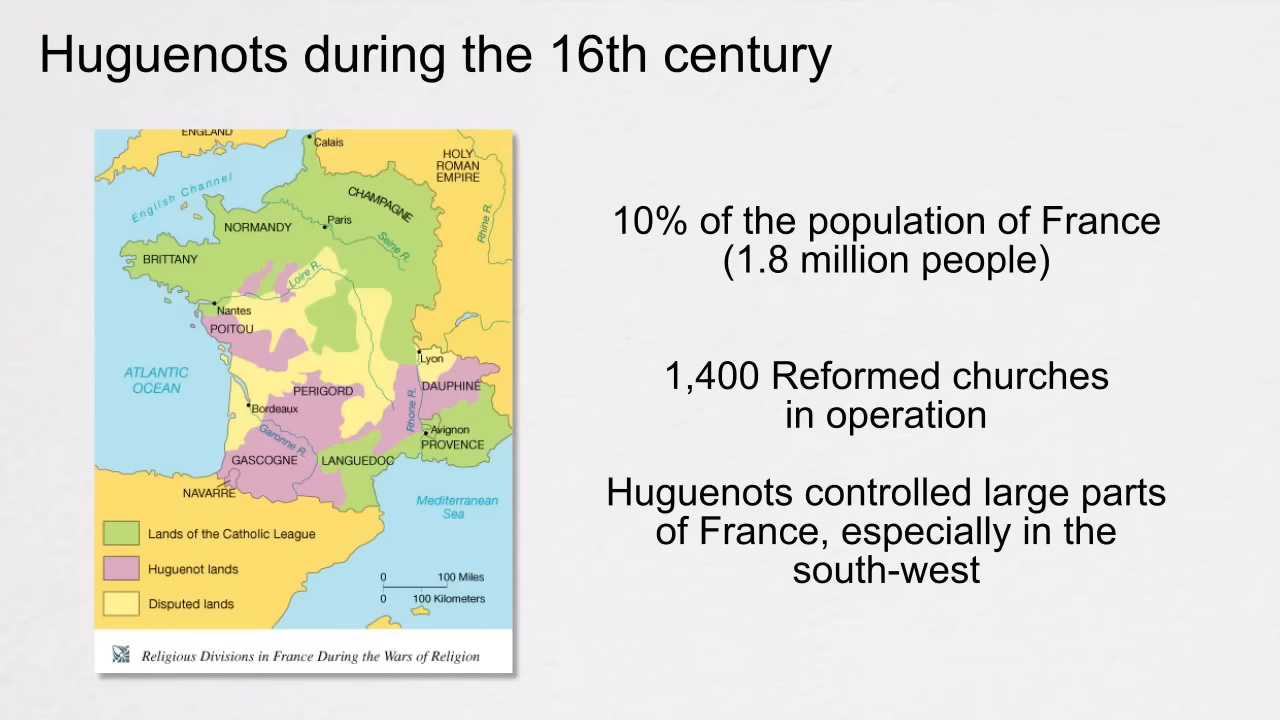 Huguenots during the 16th century
ENGLAND
Calais
HOLY
ROMAN
EMPIRE
English Channel
CHAMPAGNE
Rhine R.
NORMANDY
Paris
Seine R.
BRITTANY
Loire R.
Nantes
POITOU
Lyon
ATLANTIC
OCEAN
PERIGORD
DAUPHINE
Bordeaux
Rhone R.
Garonne R.
Avignon
PROVENCE
GASCOGNE
LANGUEDOC
NAVARRE
Mediterranean
Sea
Lands of the Catholic League
Huguenot lands
Disputed lands
0 100 Miles
0 100 Kilometers
Religious Divisions in France During the Wars of Religion
10% of the population of France
(1.8 million people)
1,400 Reformed churches
in operation
Huguenots controlled large parts
of France, especially in the
south-west